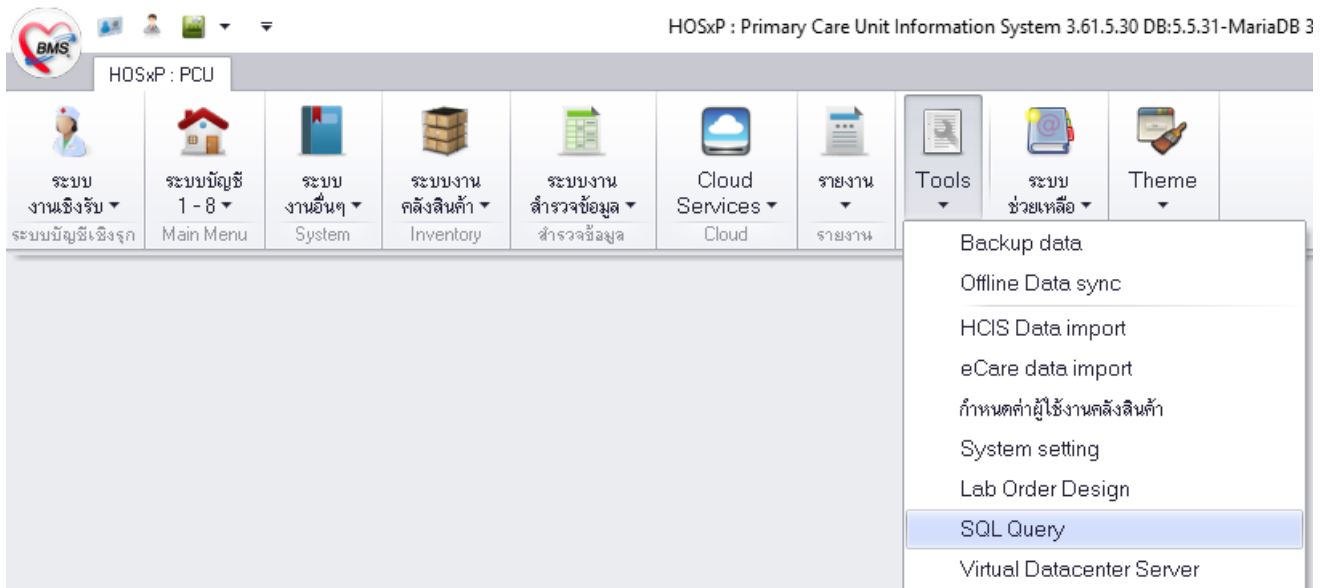 BMS
HOSxP : Primary Care Unit Information System 3.61.5.30 DB:5.5.31-MariaDB 3
HOSxP : PCU
ระบบ
งานเชิงรับ
ระบบบัญชีเชิงรุก
ระบบบัญชี
1 - 8
Main Menu
ระบบ
งานอื่นๆ
System
ระบบงาน
คลังสินค้า
Inventory
ระบบงาน
สำรวจข้อมูล
สำรวจข้อมูล
Cloud
Services
Cloud
รายงาน
รายงาน
Tools
ระบบ
ช่วยเหลือ
Theme
Backup data
Offline Data sync
HCIS Data import
eCare data import
กำหนดค่าผู้ใช้งานคลังสินค้า
System setting
Lab Order Design
SQL Query
Virtual Datacenter Server